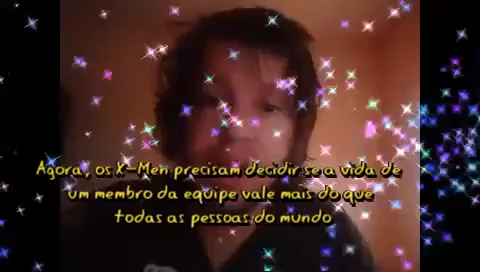 Agora, os X-Men precisam decidir se a vida de
um membro da equipe vale mais do que
todas as pessoas do mundo